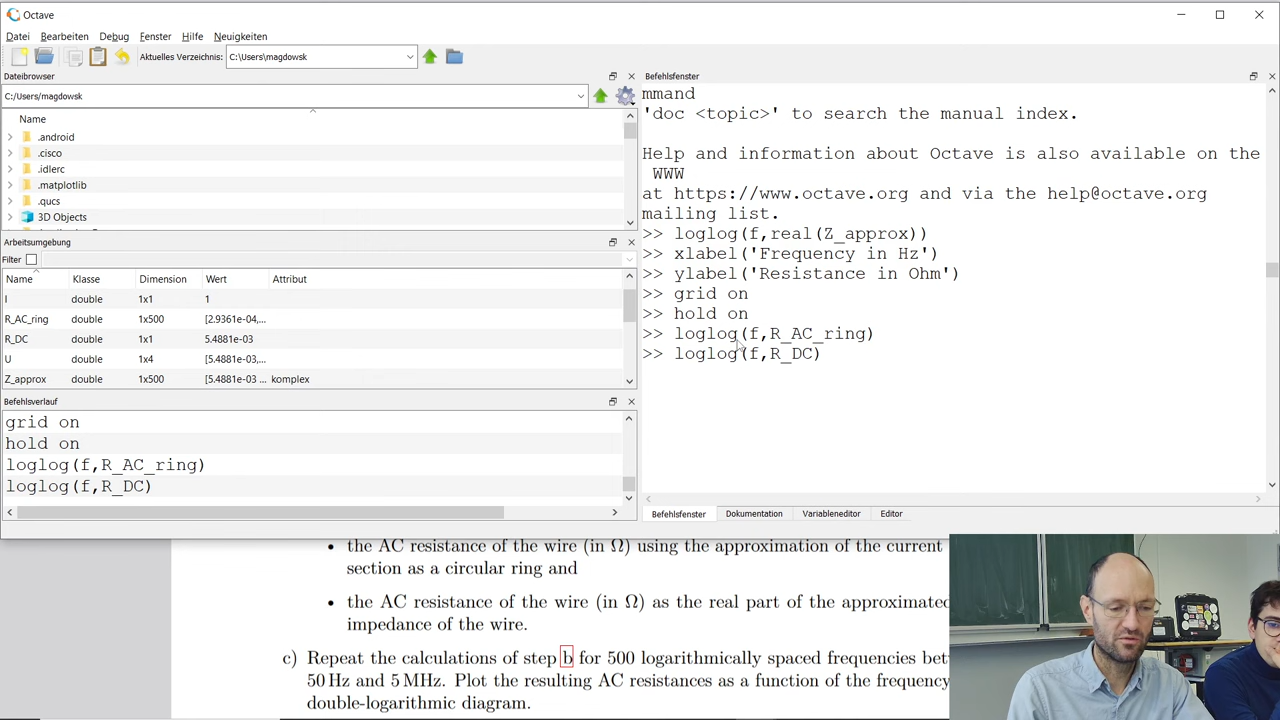 Octave
Datei Bearbeiten Debug Fenster Hilfe Neuigkeiten
Aktuelles Verzeichnis: C:\Users\magdowsk
Dateibrowser
C:/Users/magdowsk
Name
.android
.cisco
.idlerc
.matplotlib
.qucs
3D Objects
Arbeitsumgebung
Filter
Name Klasse Dimension Wert Attribut
I double 1x1 1
R_AC_ring double 1x500 [2.9361e-04,...
R_DC double 1x1 5.4881e-03
U double 1x4 [5.4881e-03,...
Z_approx double 1x500 [5.4881e-03 ... komplex
Befehlsverlauf
grid on
hold on
loglog(f,R_AC_ring)
loglog(f,R_DC)
Befehlsfenster
mmand
'doc <topic>' to search the manual index.
Help and information about Octave is also available on the
WWW
at https://www.octave.org and via the help@octave.org
mailing list.
>> loglog(f,real(Z_approx))
>> xlabel('Frequency in Hz')
>> ylabel('Resistance in Ohm')
>> grid on
>> hold on
>> loglog(f,R_AC_ring)
>> loglog(f,R_DC)
Befehlsfenster Dokumentation Variableneditor Editor
• the AC resistance of the wire (in Ω) using the approximation of the current
section as a circular ring and
• the AC resistance of the wire (in Ω) as the real part of the approximated
impedance of the wire.
c) Repeat the calculations of step b for 500 logarithmically spaced frequencies bet
50 Hz and 5 MHz. Plot the resulting AC resistances as a function of the frequency
double-logarithmic diagram.